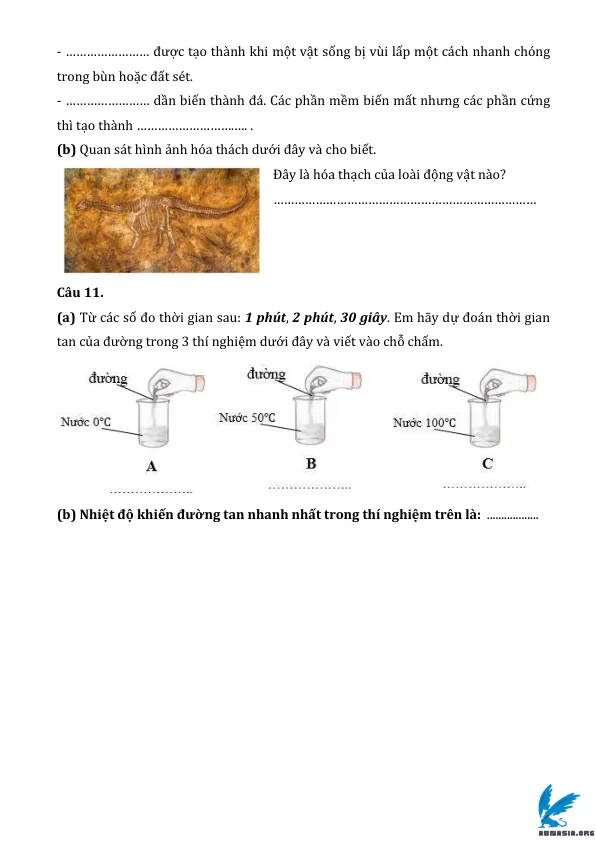 - …………………… được tạo thành khi một vật sống bị vùi lấp một cách nhanh chóng
trong bùn hoặc đất sét.
- …………………… dần biến thành đá. Các phần mềm biến mất nhưng các phần cứng
thì tạo thành ………………………..…. .
(b) Quan sát hình ảnh hóa thách dưới đây và cho biết.
Đây là hóa thạch của loài động vật nào?
…………………………………………………………………
Câu 11.
(a) Từ các số đo thời gian sau: 1 phút, 2 phút, 30 giây. Em hãy dự đoán thời gian
tan của đường trong 3 thí nghiệm dưới đây và viết vào chỗ chấm.
đường
Nước 0°C
A
………………..
đường
Nước 50°C
B
………………..
đường
Nước 100°C
C
………………..
(b) Nhiệt độ khiến đường tan nhanh nhất trong thí nghiệm trên là: ..................
ABNASIA.ORG